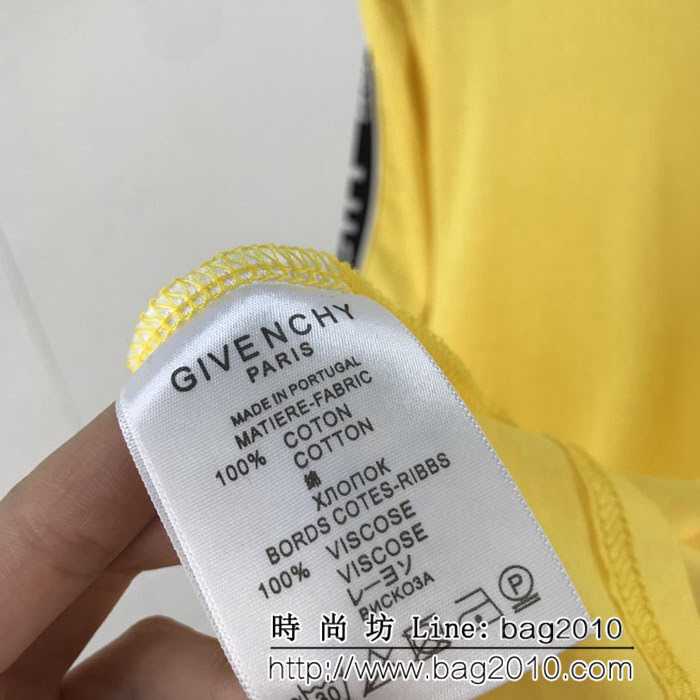 GIVENCHY
PARIS
MADE IN PORTUGAL
MATIERE-FABRIC
100% COTON
COTTON
綿
ХЛОПОК
BORDS COTES-RIBBS
100% VISCOSE
VISCOSE
レーヨン
ВИСКОЗА
P
30
時尚坊 Line: bag2010
http://www.bag2010.com